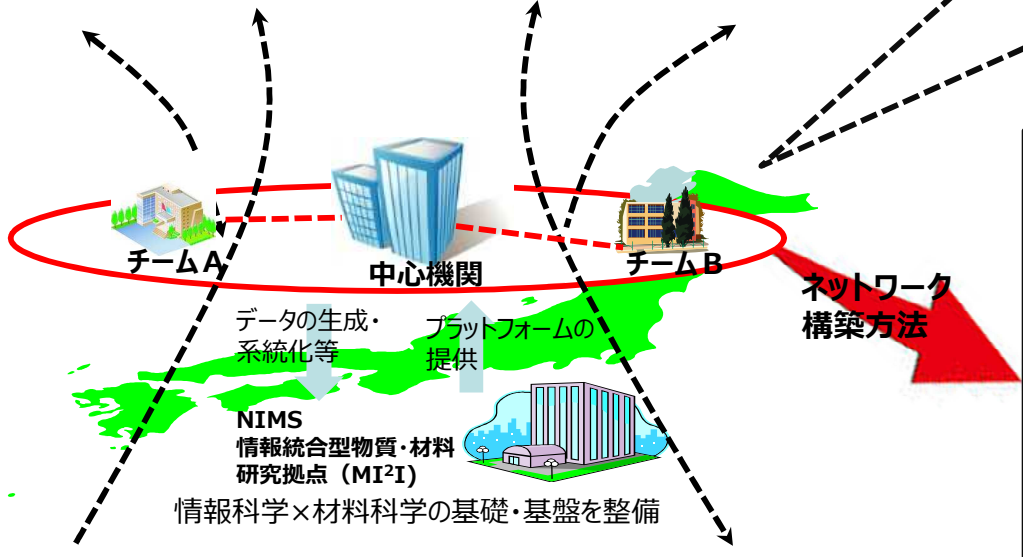 チームA
中心機関
チームB
ネットワーク
構築方法
データの生成・
系統化等
プラットフォームの
提供
NIMS
情報統合型物質・材料
研究拠点（MI²I)
情報科学×材料科学の基礎・基盤を整備